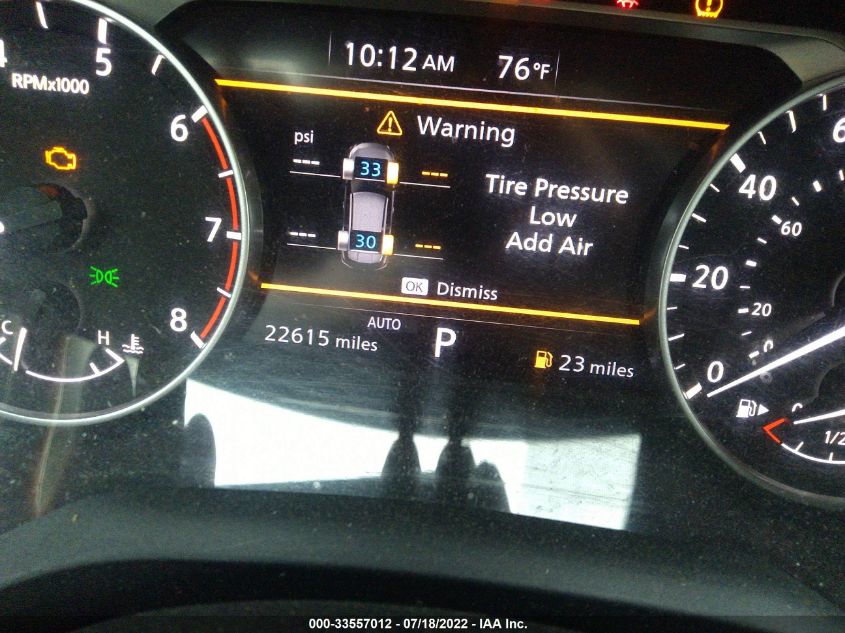 10:12 AM 76°F
4 5
RPMx1000
6
7
8
C H
Warning
psi
--- 33 ---
--- 30 ---
Tire Pressure
Low
Add Air
OK Dismiss
AUTO
22615 miles P 23 miles
6
40
60
20
20
0
0
1/2
000-33557012 - 07/18/2022 - IAA Inc.